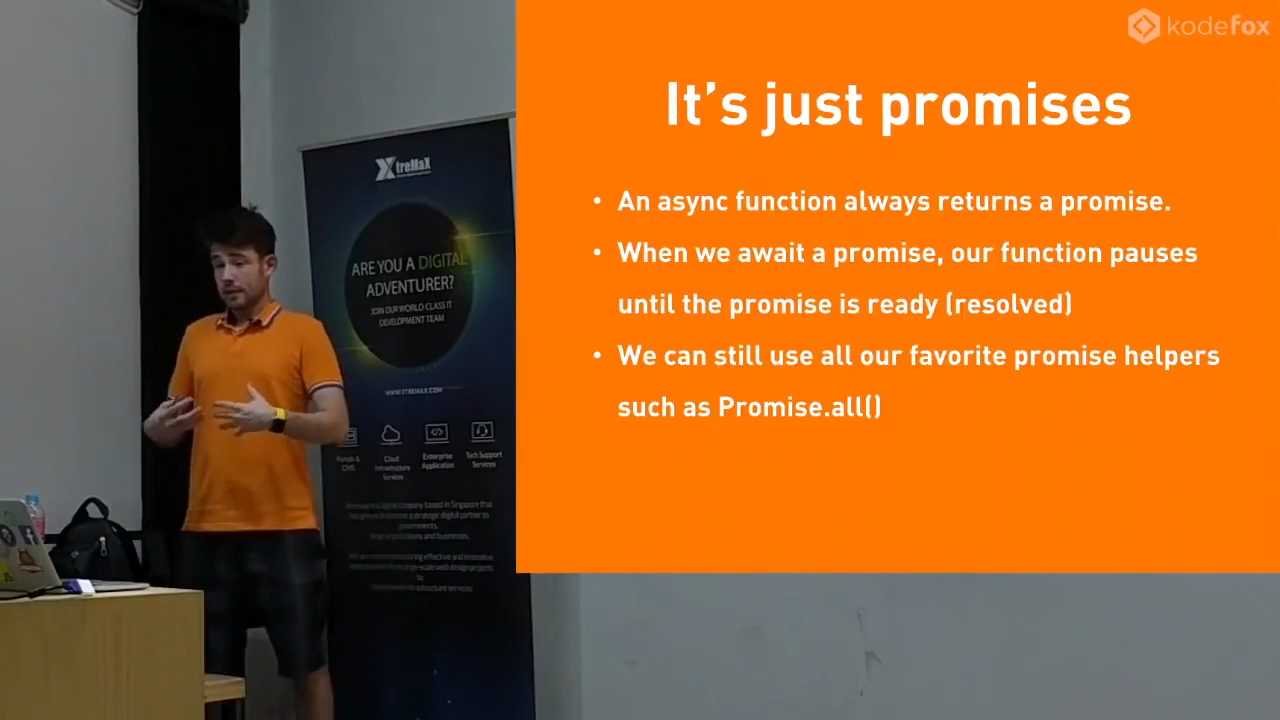 kodefox
It's just promises
• An async function always returns a promise.
• When we await a promise, our function pauses
until the promise is ready (resolved)
• We can still use all our favorite promise helpers
such as Promise.all()
XtreMaX
ARE YOU A DIGITAL
ADVENTURER?
JOIN OUR WORLD CLASS IT
DEVELOPMENT TEAM
WWW.XTREMAX.COM
Portals &
CMS
Cloud
Infrastructure
Services
Enterprise
Application
Tech Support
Services